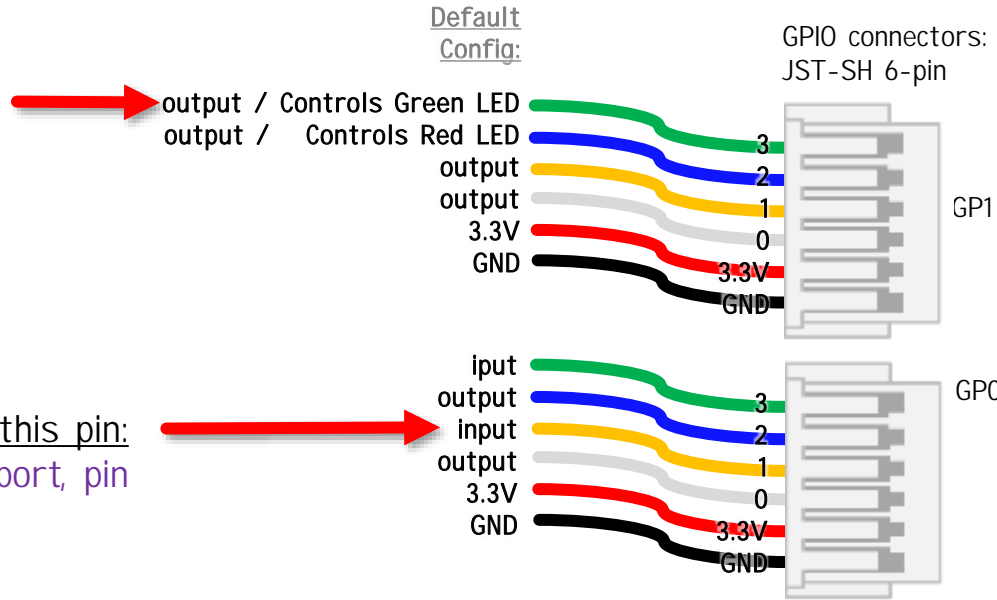 Default
Config:
GPIO connectors:
JST-SH 6-pin
output / Controls Green LED
output / Controls Red LED
output
output
3.3V
GND
3
2
1
0
3.3V
GND
GP1
iput
output
input
output
3.3V
GND
3
2
1
0
3.3V
GND
GP0
this pin:
port, pin